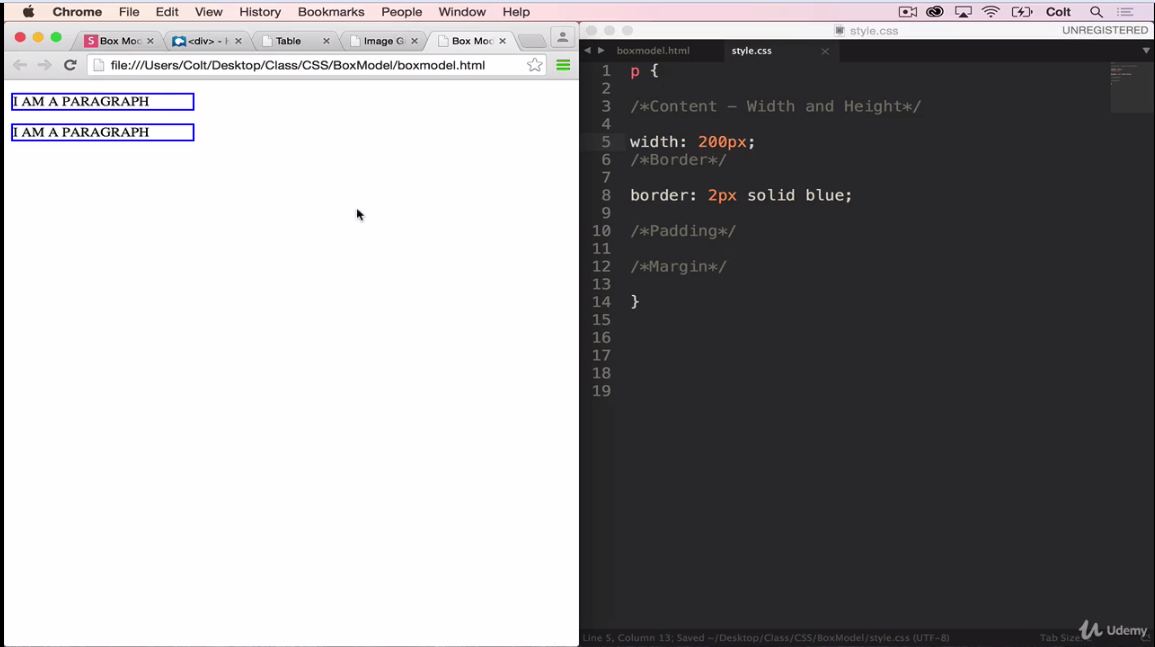 Chrome File Edit View History Bookmarks People Window Help Colt
Box Moc <div> - H Table Image G Box Moc
style.css UNREGISTERED
file:///Users/Colt/Desktop/Class/CSS/BoxModel/boxmodel.html
boxmodel.html style.css
I AM A PARAGRAPH
I AM A PARAGRAPH
1 p {
2
3 /*Content – Width and Height*/
4
5 width: 200px;
6 /*Border*/
7
8 border: 2px solid blue;
9
10 /*Padding*/
11
12 /*Margin*/
13
14 }
15
16
17
18
19
Udemy
Line 5, Column 13; Saved ~/Desktop/Class/CSS/BoxModel/style.css (UTF-8) Tab Size: